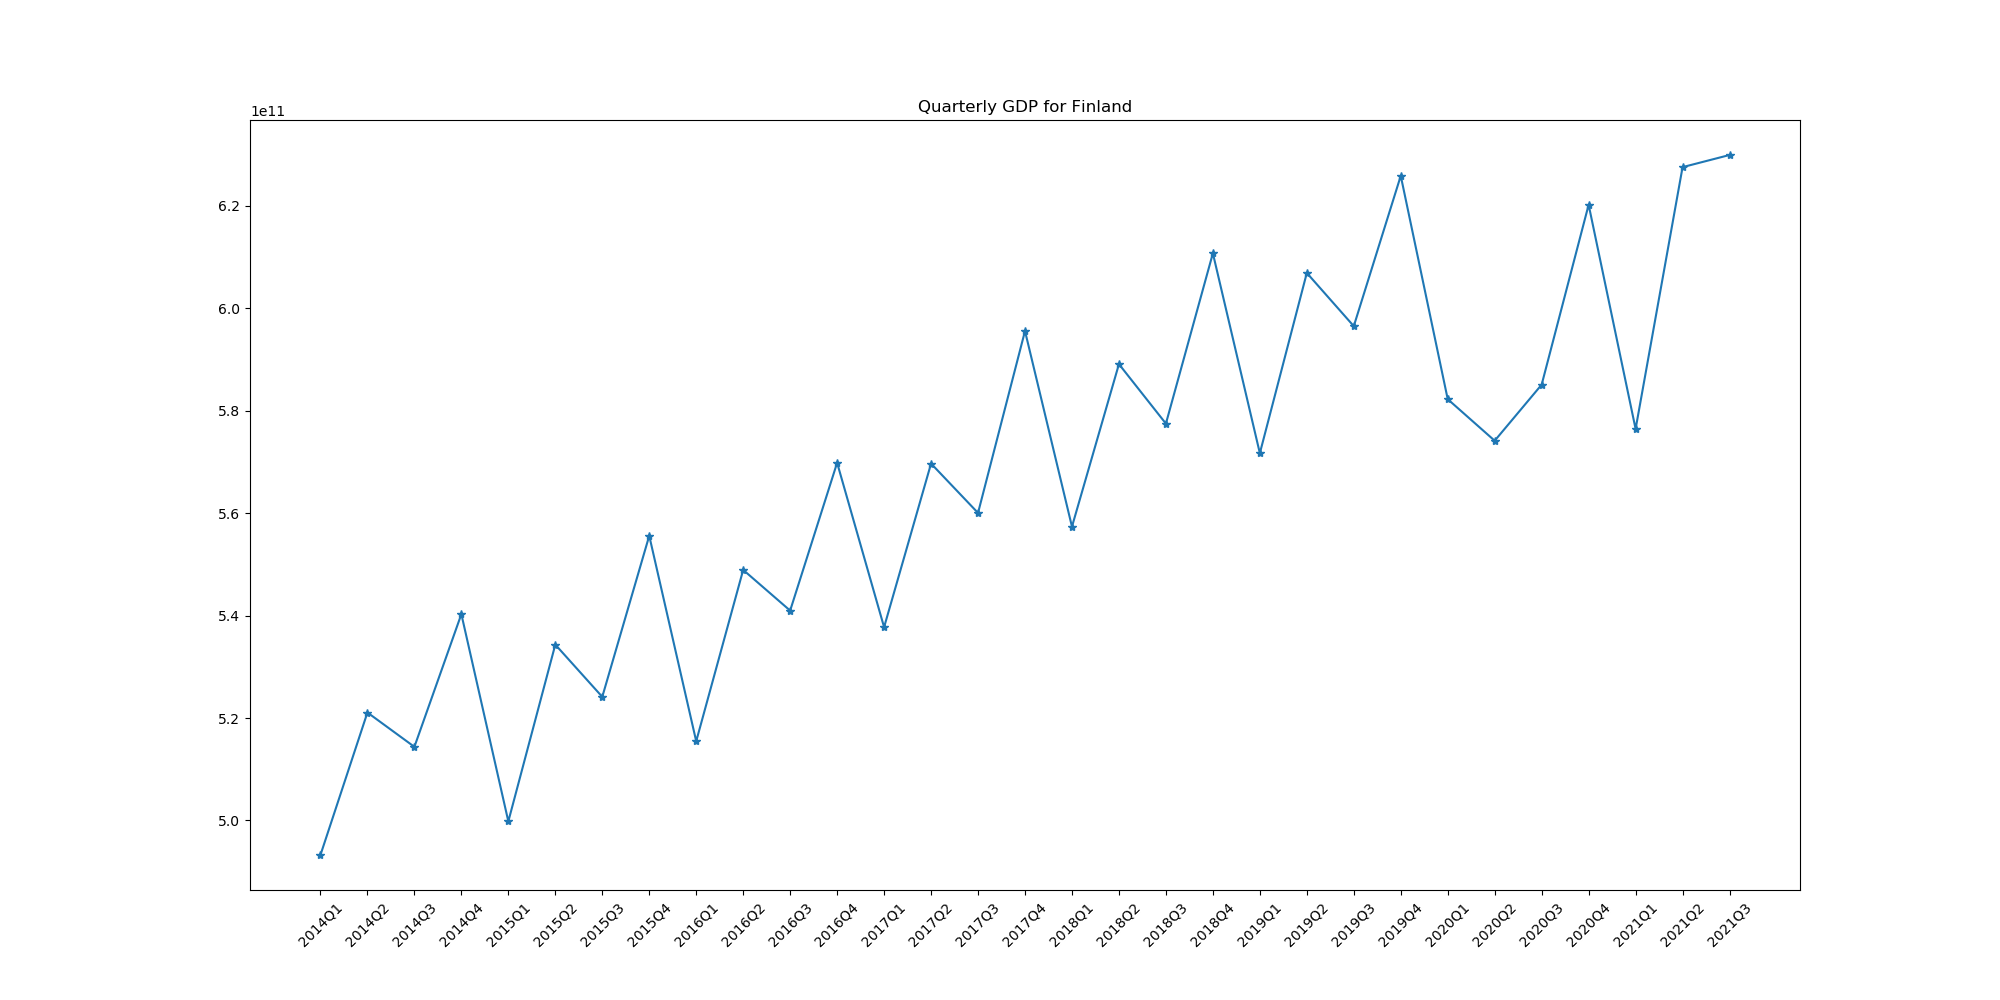 Quarterly GDP for Finland
1e11
6.2
6.0
5.8
5.6
5.4
5.2
5.0
2014Q1
2014Q2
2014Q3
2014Q4
2015Q1
2015Q2
2015Q3
2015Q4
2016Q1
2016Q2
2016Q3
2016Q4
2017Q1
2017Q2
2017Q3
2017Q4
2018Q1
2018Q2
2018Q3
2018Q4
2019Q1
2019Q2
2019Q3
2019Q4
2020Q1
2020Q2
2020Q3
2020Q4
2021Q1
2021Q2
2021Q3